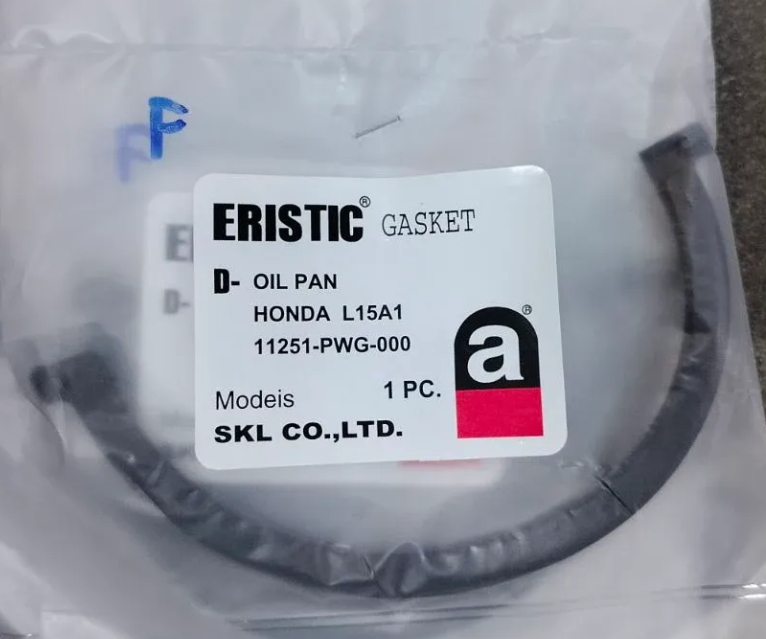 F
ERISTIC® GASKET
D- OIL PAN
HONDA L15A1
11251-PWG-000
1 PC.
Modeis
SKL CO.,LTD.
a®
E
D-